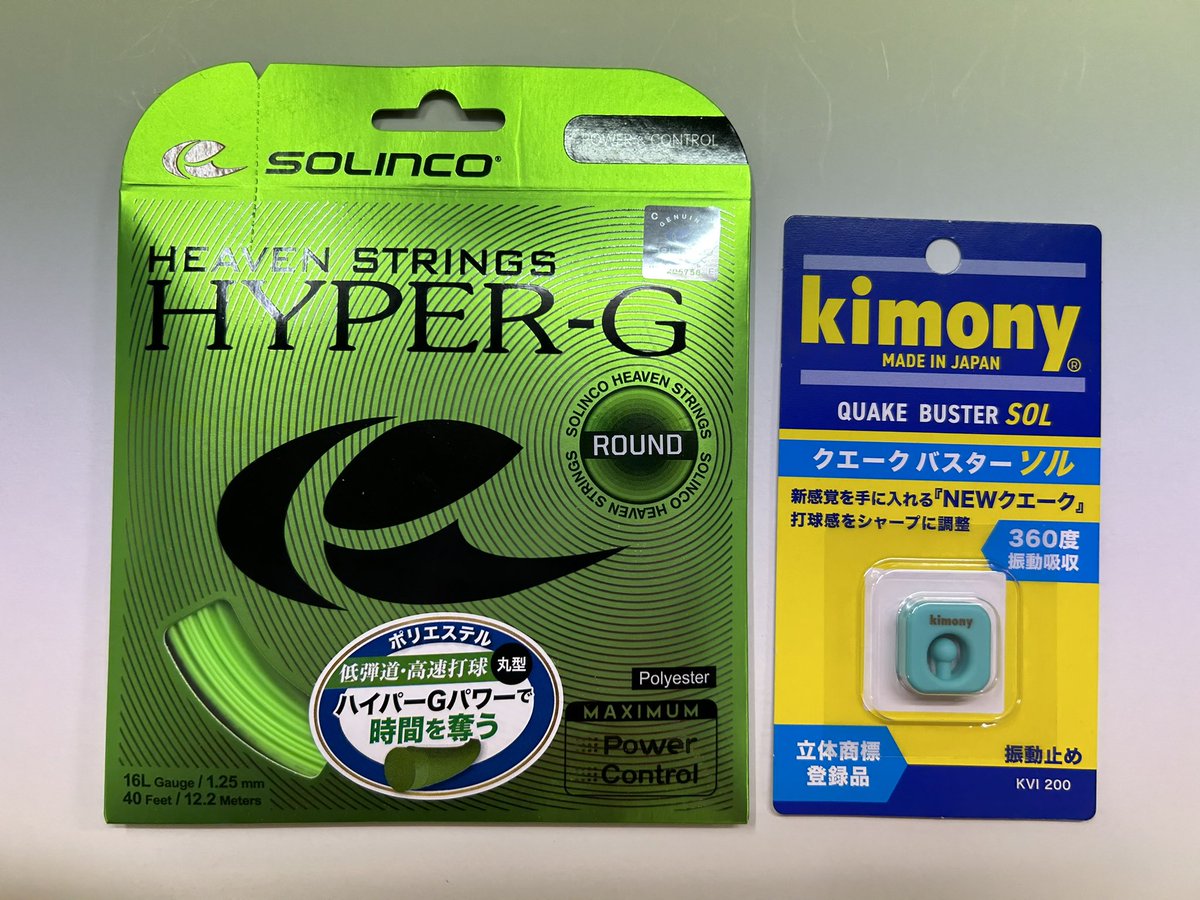 SOLINCO®
POWER & CONTROL
GENUIN
HEAVEN STRINGS
HYPER-G
SOLINCO HEAVEN STRINGS
ROUND
SOLINCO HEAVEN STRINGS
ポリエステル
低弾道・高速打球 丸型
ハイパーGパワーで
時間を奪う
Polyester
MAXIMUM
Power
Control
16L Gauge / 1.25 mm
40 Feet / 12.2 Meters
kimony®
MADE IN JAPAN
QUAKE BUSTER SOL
クエークバスターソル
新感覚を手に入れる『NEWクエーク』
打球感をシャープに調整
360度
振動吸収
kimony
立体商標
登録品
振動止め
KVI 200